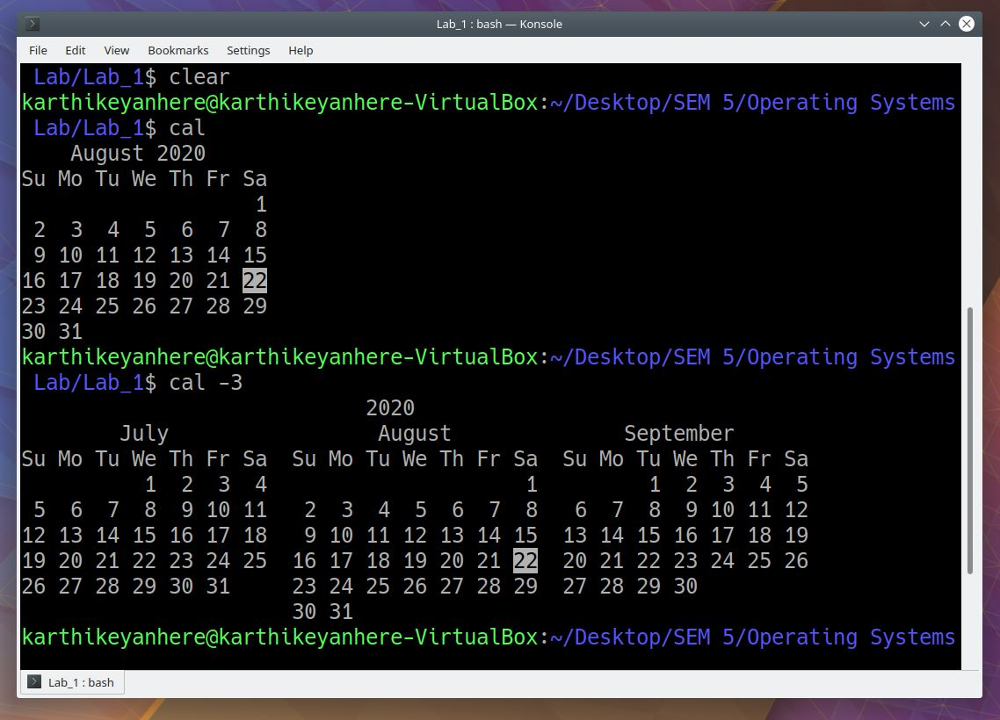 Lab_1 : bash — Konsole
File Edit View Bookmarks Settings Help
 Lab/Lab_1$ clear
karthikeyanhere@karthikeyanhere-VirtualBox:~/Desktop/SEM 5/Operating Systems
 Lab/Lab_1$ cal
    August 2020
Su Mo Tu We Th Fr Sa
                   1
 2  3  4  5  6  7  8
 9 10 11 12 13 14 15
16 17 18 19 20 21 22
23 24 25 26 27 28 29
30 31
karthikeyanhere@karthikeyanhere-VirtualBox:~/Desktop/SEM 5/Operating Systems
 Lab/Lab_1$ cal -3
                            2020
        July                 August              September
Su Mo Tu We Th Fr Sa  Su Mo Tu We Th Fr Sa  Su Mo Tu We Th Fr Sa
          1  2  3  4                     1         1  2  3  4  5
 5  6  7  8  9 10 11   2  3  4  5  6  7  8   6  7  8  9 10 11 12
12 13 14 15 16 17 18   9 10 11 12 13 14 15  13 14 15 16 17 18 19
19 20 21 22 23 24 25  16 17 18 19 20 21 22  20 21 22 23 24 25 26
26 27 28 29 30 31     23 24 25 26 27 28 29  27 28 29 30
                      30 31
karthikeyanhere@karthikeyanhere-VirtualBox:~/Desktop/SEM 5/Operating Systems
Lab_1 : bash